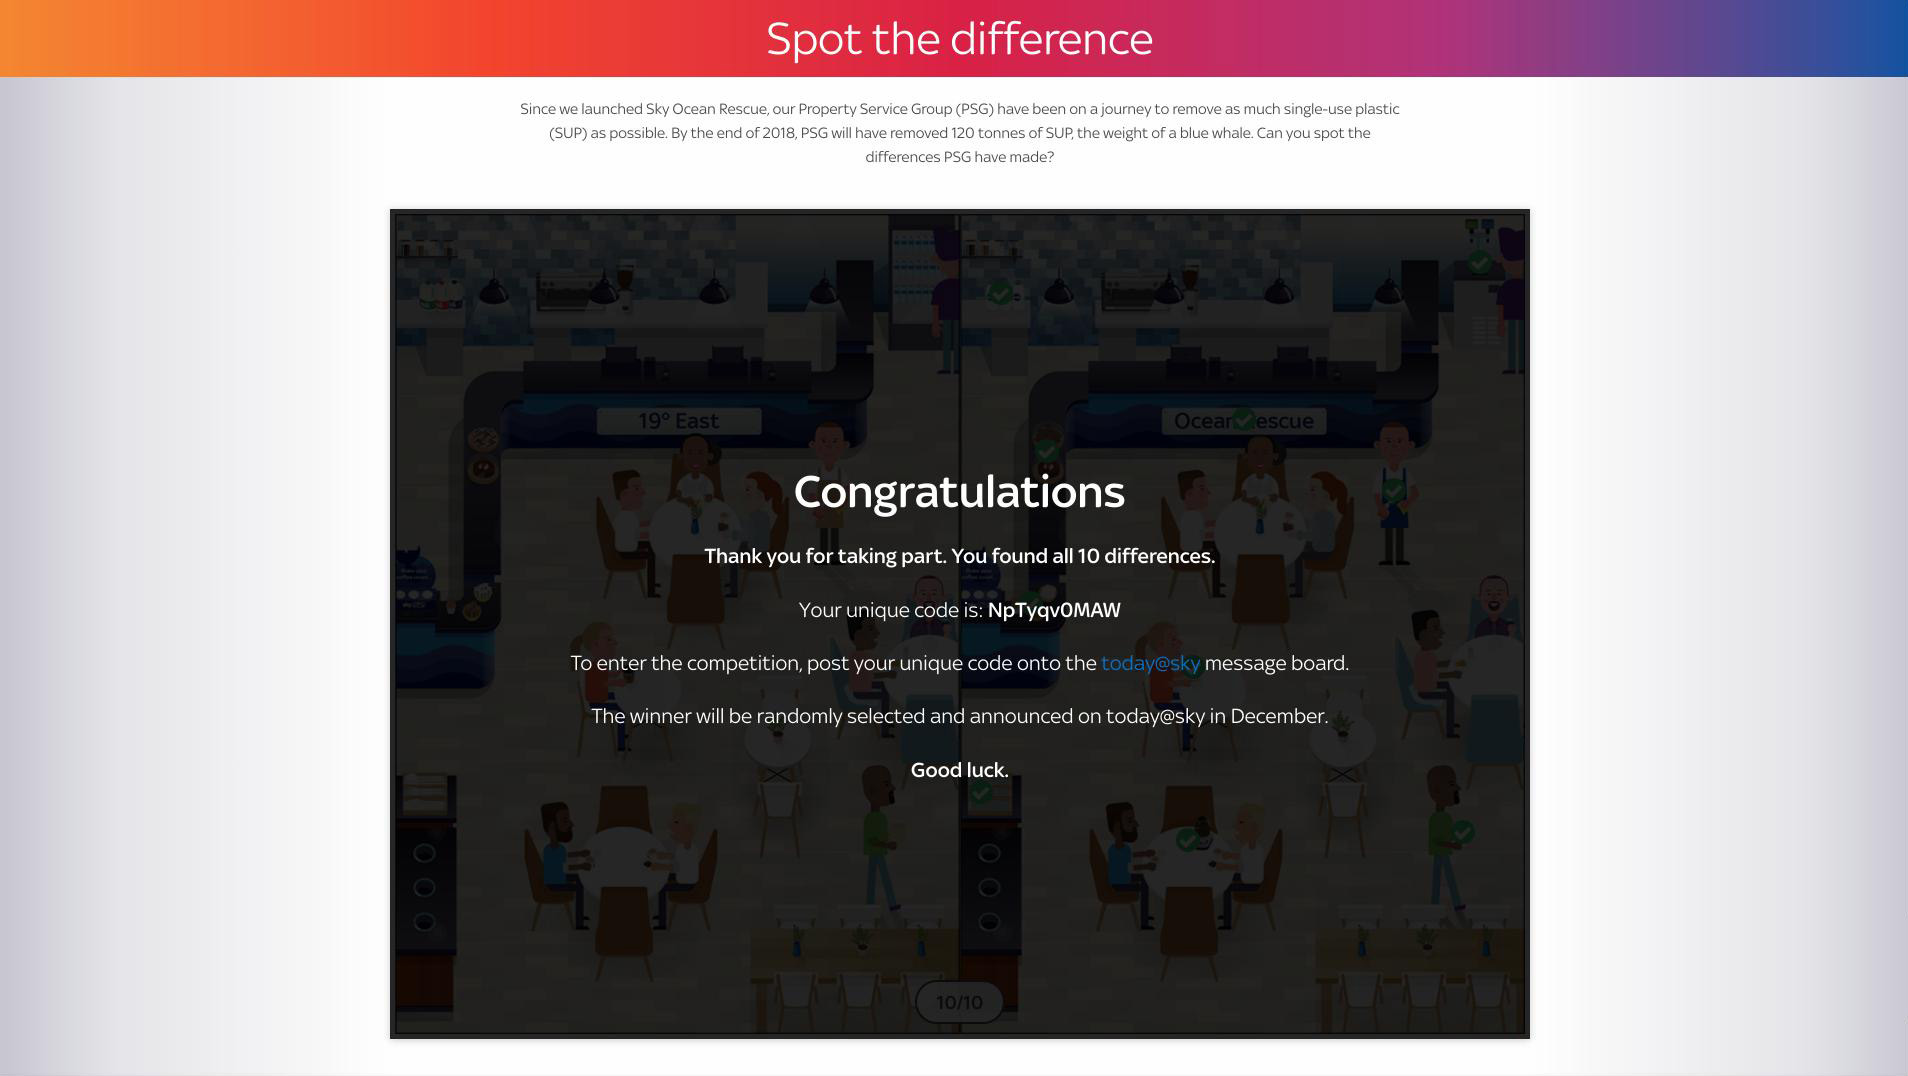 Spot the difference
Since we launched Sky Ocean Rescue, our Property Service Group (PSG) have been on a journey to remove as much single-use plastic
(SUP) as possible. By the end of 2018, PSG will have removed 120 tonnes of SUP, the weight of a blue whale. Can you spot the
differences PSG have made?
19° East
Congratulations
Thank you for taking part. You found all 10 differences.
Your unique code is: NpTyqv0MAW
To enter the competition, post your unique code onto the today@sky message board.
The winner will be randomly selected and announced on today@sky in December.
Good luck.
10/10